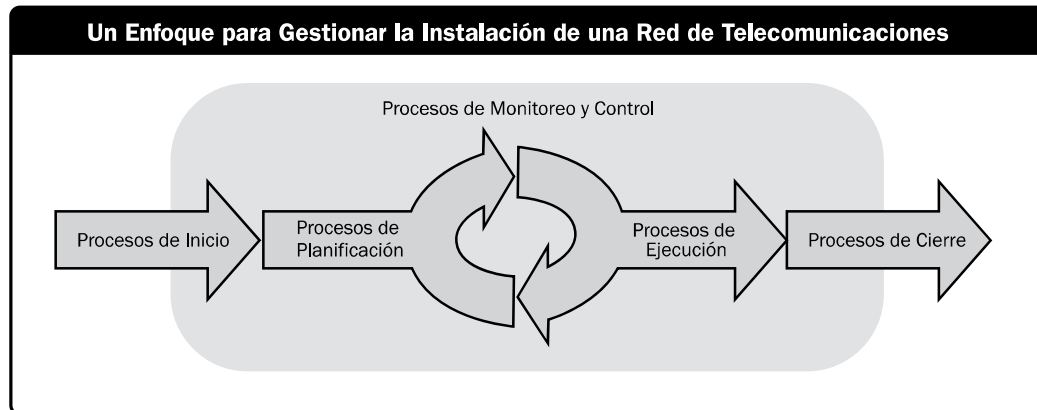 Un Enfoque para Gestionar la Instalación de una Red de Telecomunicaciones
Procesos de Monitoreo y Control
Procesos de Inicio
Procesos de
Planificación
Procesos de
Ejecución
Procesos de Cierre